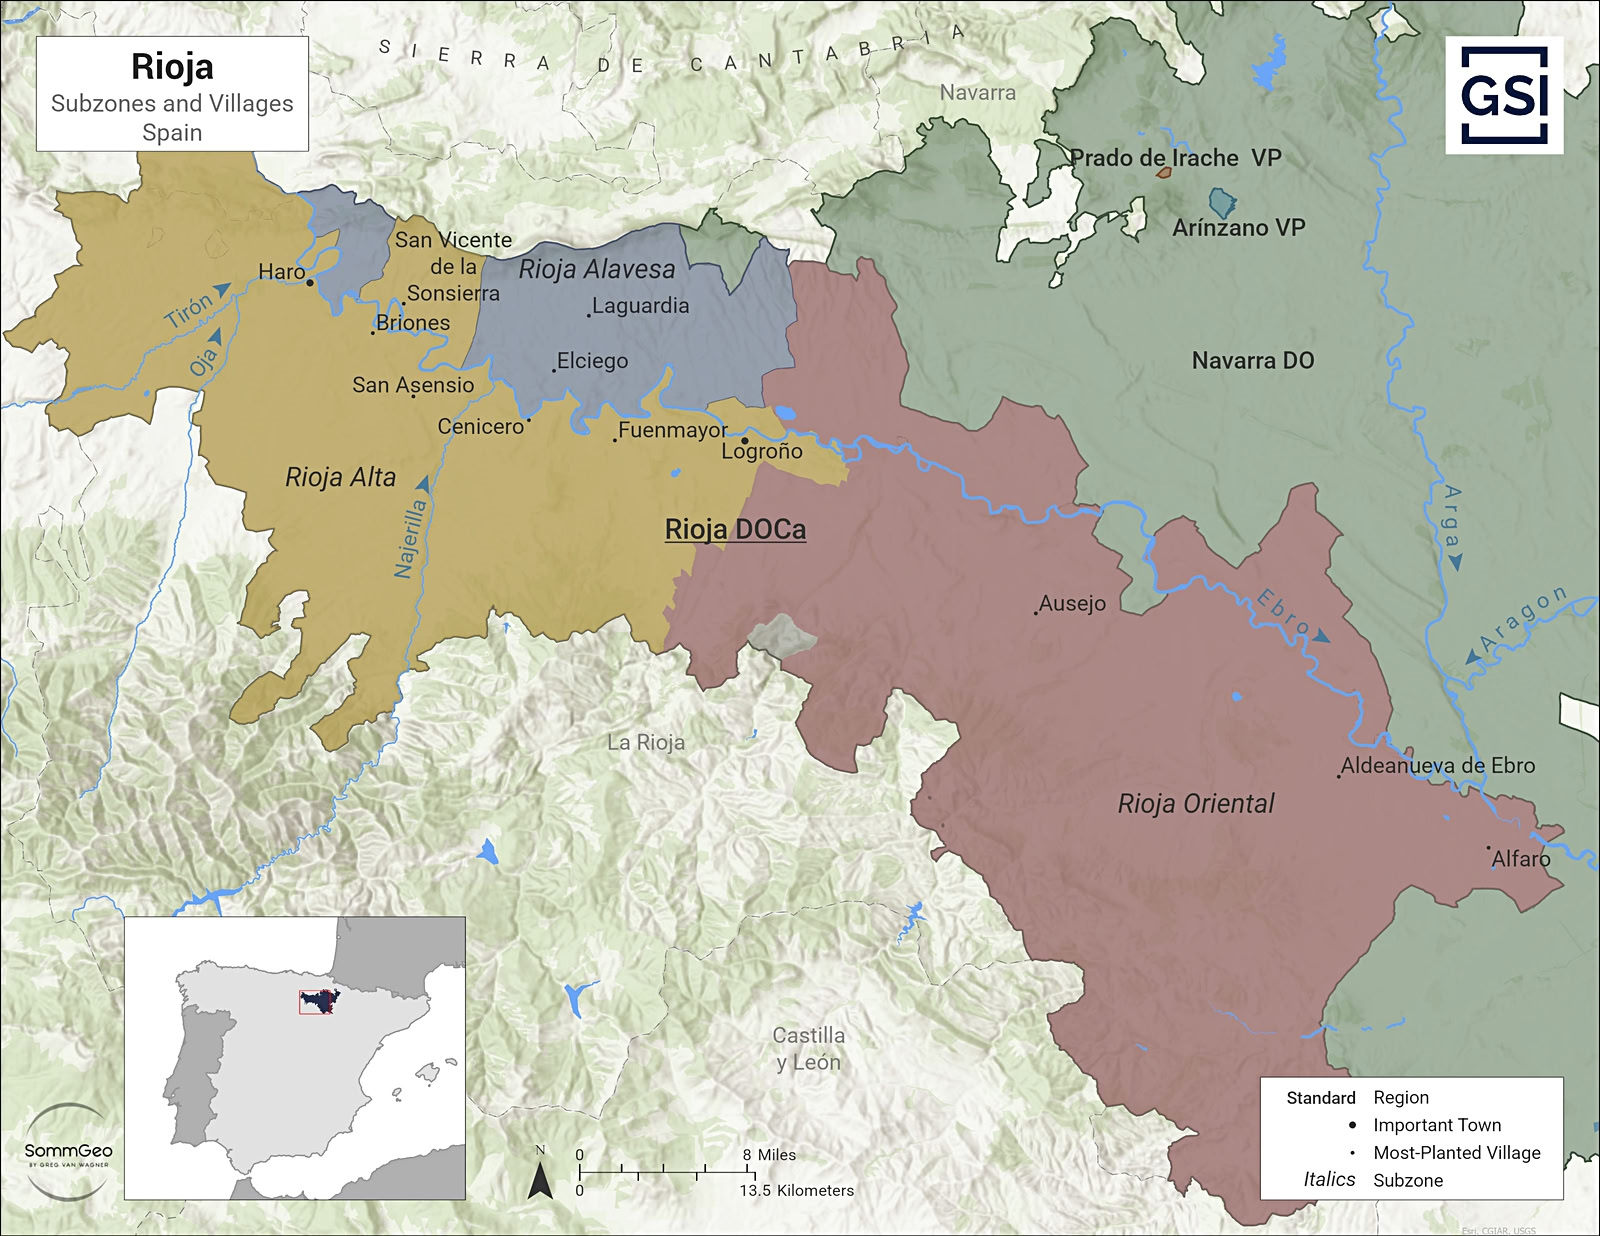 Rioja
Subzones and Villages
Spain
SIERRA DE CANTABRIA
Navarra
GSI
Prado de Irache VP
Arínzano VP
San Vicente
de la
Sonsierra
Rioja Alavesa
Haro
Laguardia
Tirón
Briones
Oja
Elciego
Navarra DO
San Asensio
Cenicero
Fuenmayor
Logroño
Rioja Alta
Najerilla
Rioja DOCa
Arga
Ausejo
Ebro
Aragon
La Rioja
Aldeanueva de Ebro
Rioja Oriental
Alfaro
Castilla
y León
Standard Region
Important Town
Most-Planted Village
Italics Subzone
SommGeo
BY GREG VAN WAGNER
N
0 8 Miles
0 13.5 Kilometers
Esri, CGIAR, USGS